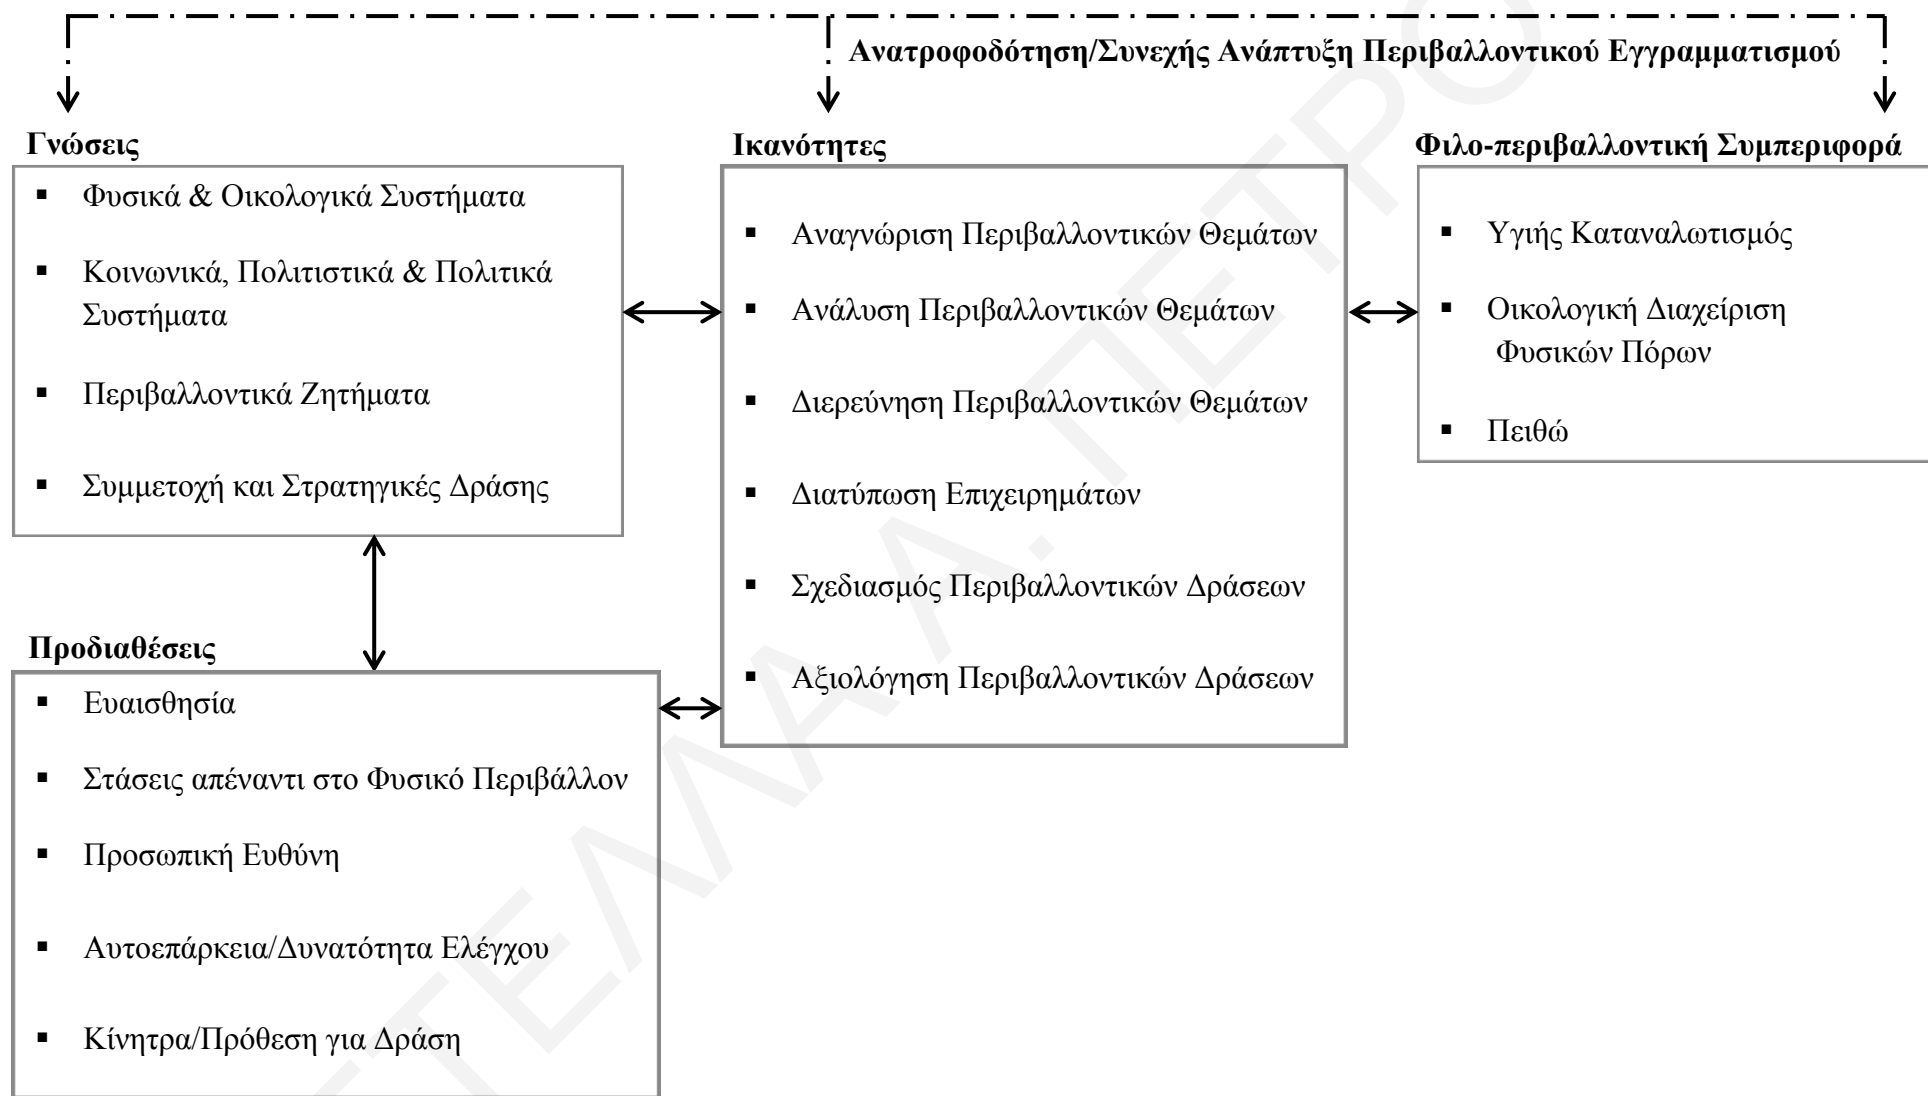 Ανατροφοδότηση/Συνεχής Ανάπτυξη Περιβαλλοντικού Εγγραμματισμού
Γνώσεις
▪ Φυσικά & Οικολογικά Συστήματα
▪ Κοινωνικά, Πολιτιστικά & Πολιτικά
Συστήματα
▪ Περιβαλλοντικά Ζητήματα
▪ Συμμετοχή και Στρατηγικές Δράσης
Προδιαθέσεις
▪ Ευαισθησία
▪ Στάσεις απέναντι στο Φυσικό Περιβάλλον
▪ Προσωπική Ευθύνη
▪ Αυτοεπάρκεια/Δυνατότητα Ελέγχου
▪ Κίνητρα/Πρόθεση για Δράση
Ικανότητες
▪ Αναγνώριση Περιβαλλοντικών Θεμάτων
▪ Ανάλυση Περιβαλλοντικών Θεμάτων
▪ Διερεύνηση Περιβαλλοντικών Θεμάτων
▪ Διατύπωση Επιχειρημάτων
▪ Σχεδιασμός Περιβαλλοντικών Δράσεων
▪ Αξιολόγηση Περιβαλλοντικών Δράσεων
Φιλο-περιβαλλοντική Συμπεριφορά
▪ Υγιής Καταναλωτισμός
▪ Οικολογική Διαχείριση
Φυσικών Πόρων
▪ Πειθώ